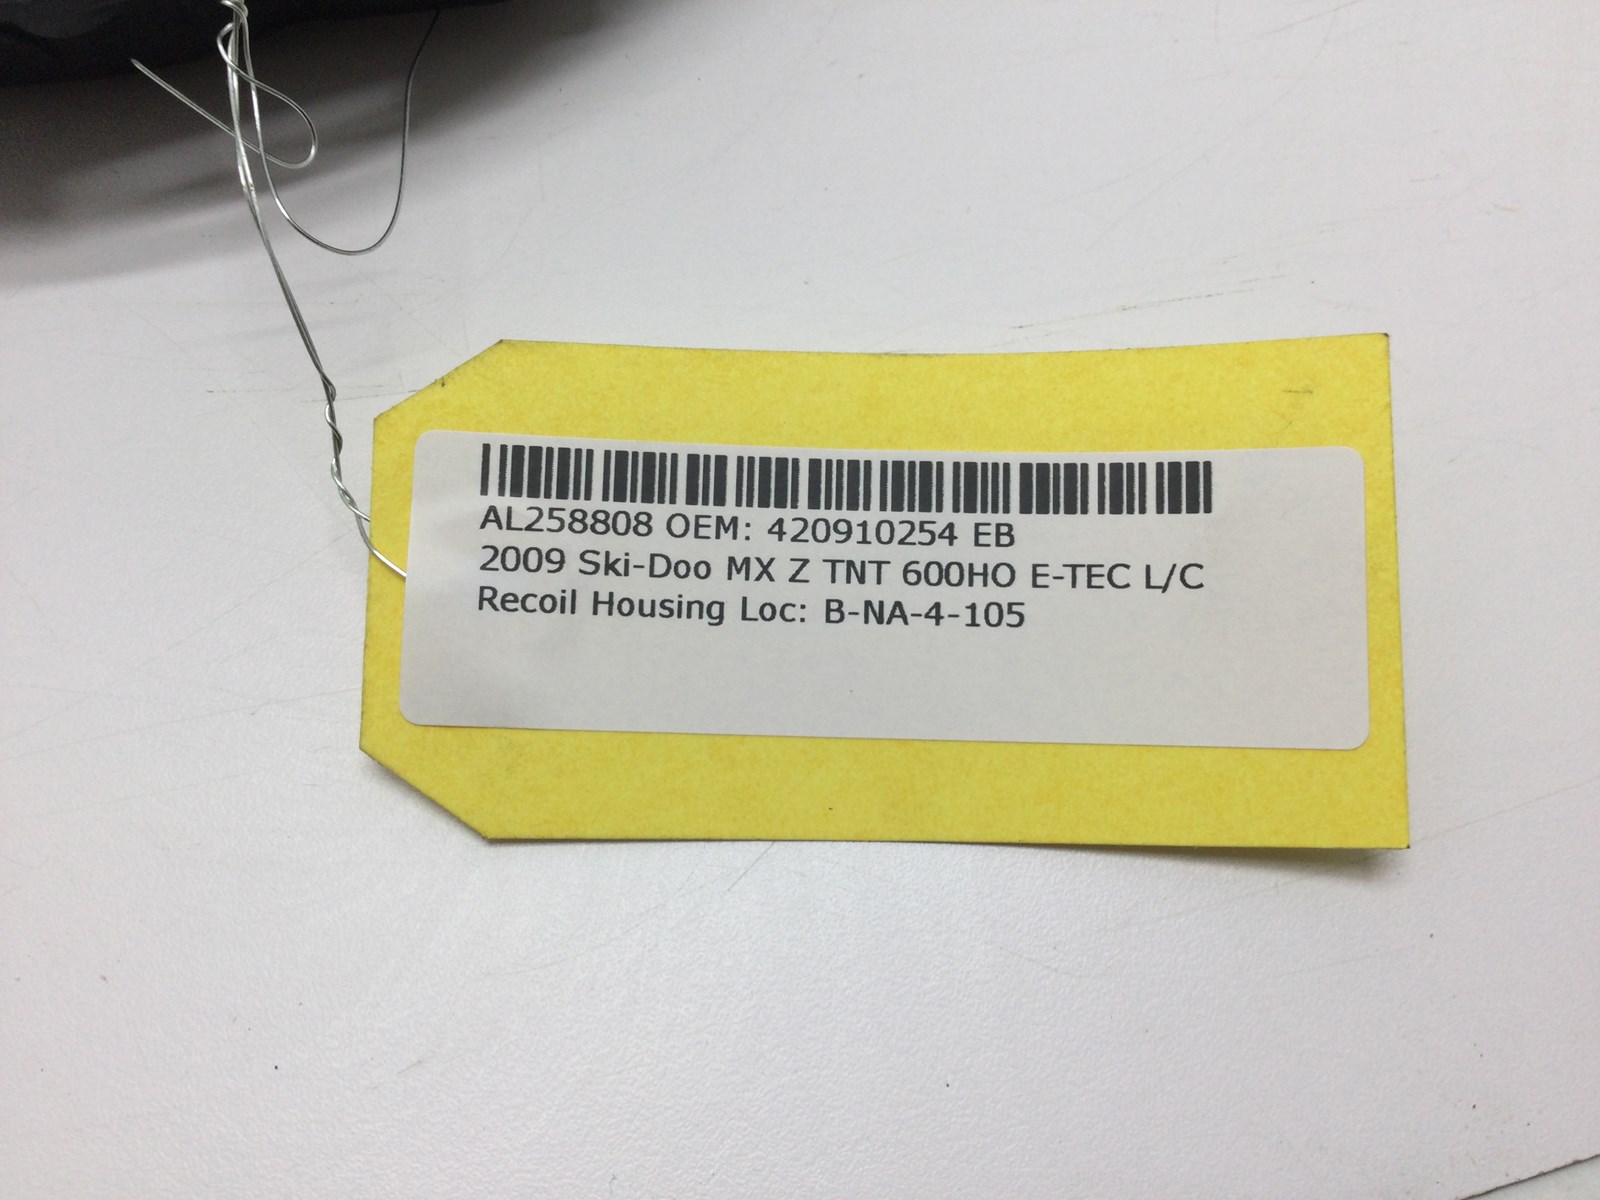 AL258808 OEM: 420910254 EB
2009 Ski-Doo MX Z TNT 600HO E-TEC L/C
Recoil Housing Loc: B-NA-4-105